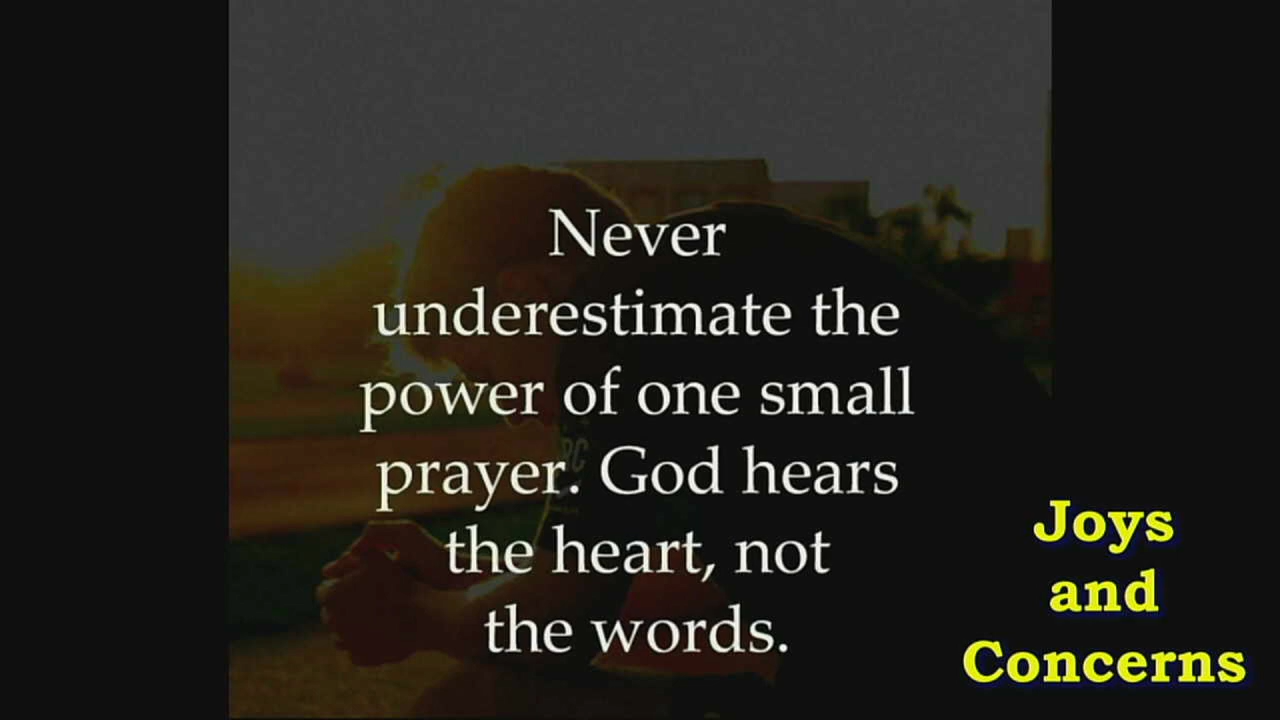 Never
underestimate the
power of one small
prayer. God hears
the heart, not
the words.
Joys
and
Concerns